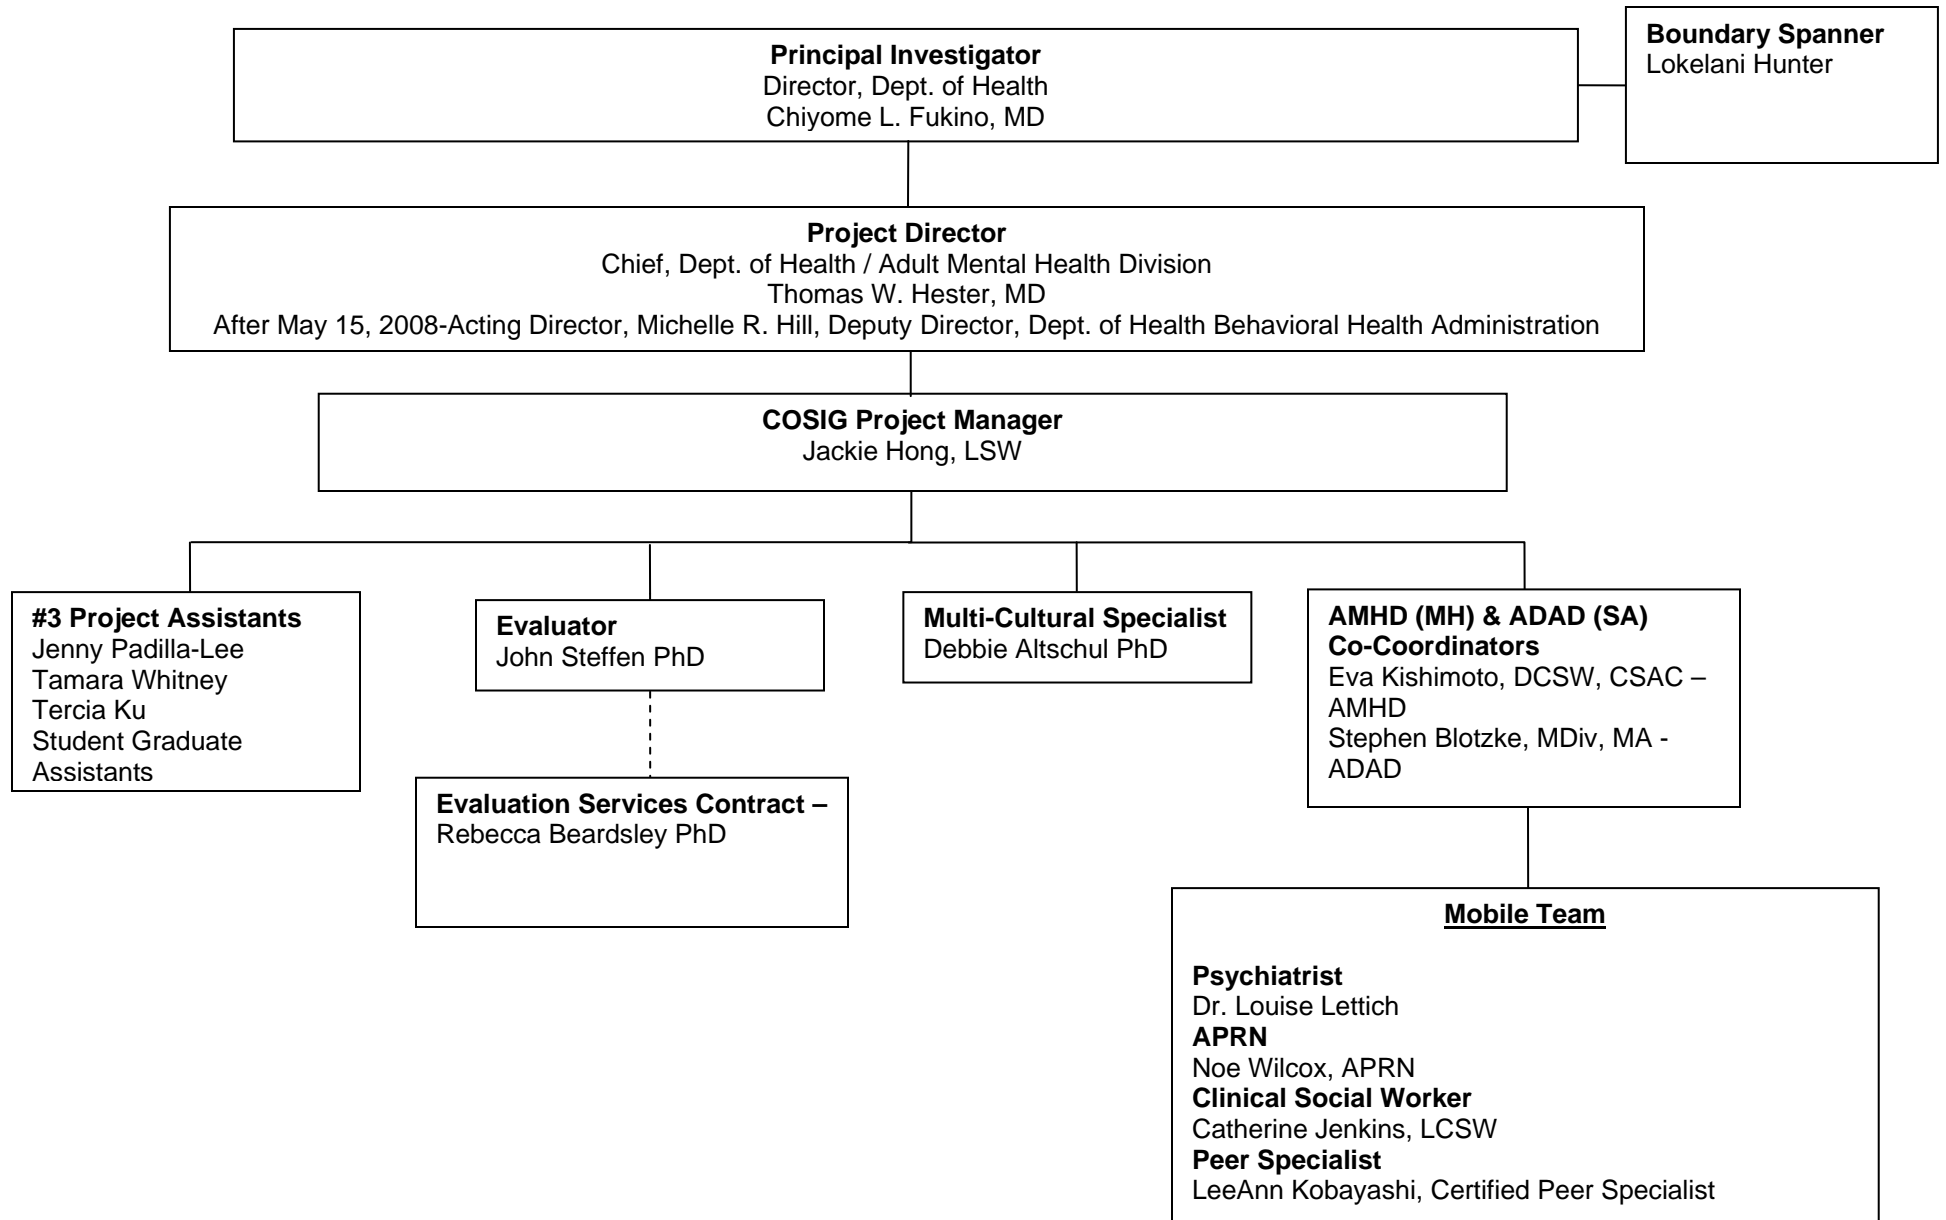 Principal Investigator
Director, Dept. of Health
Chiyome L. Fukino, MD
Boundary Spanner
Lokelani Hunter
Project Director
Chief, Dept. of Health / Adult Mental Health Division
Thomas W. Hester, MD
After May 15, 2008-Acting Director, Michelle R. Hill, Deputy Director, Dept. of Health Behavioral Health Administration
COSIG Project Manager
Jackie Hong, LSW
#3 Project Assistants
Jenny Padilla-Lee
Tamara Whitney
Tercia Ku
Student Graduate
Assistants
Evaluator
John Steffen PhD
Multi-Cultural Specialist
Debbie Altschul PhD
AMHD (MH) & ADAD (SA)
Co-Coordinators
Eva Kishimoto, DCSW, CSAC –
AMHD
Stephen Blotzke, MDiv, MA -
ADAD
Evaluation Services Contract –
Rebecca Beardsley PhD
Mobile Team
Psychiatrist
Dr. Louise Lettich
APRN
Noe Wilcox, APRN
Clinical Social Worker
Catherine Jenkins, LCSW
Peer Specialist
LeeAnn Kobayashi, Certified Peer Specialist